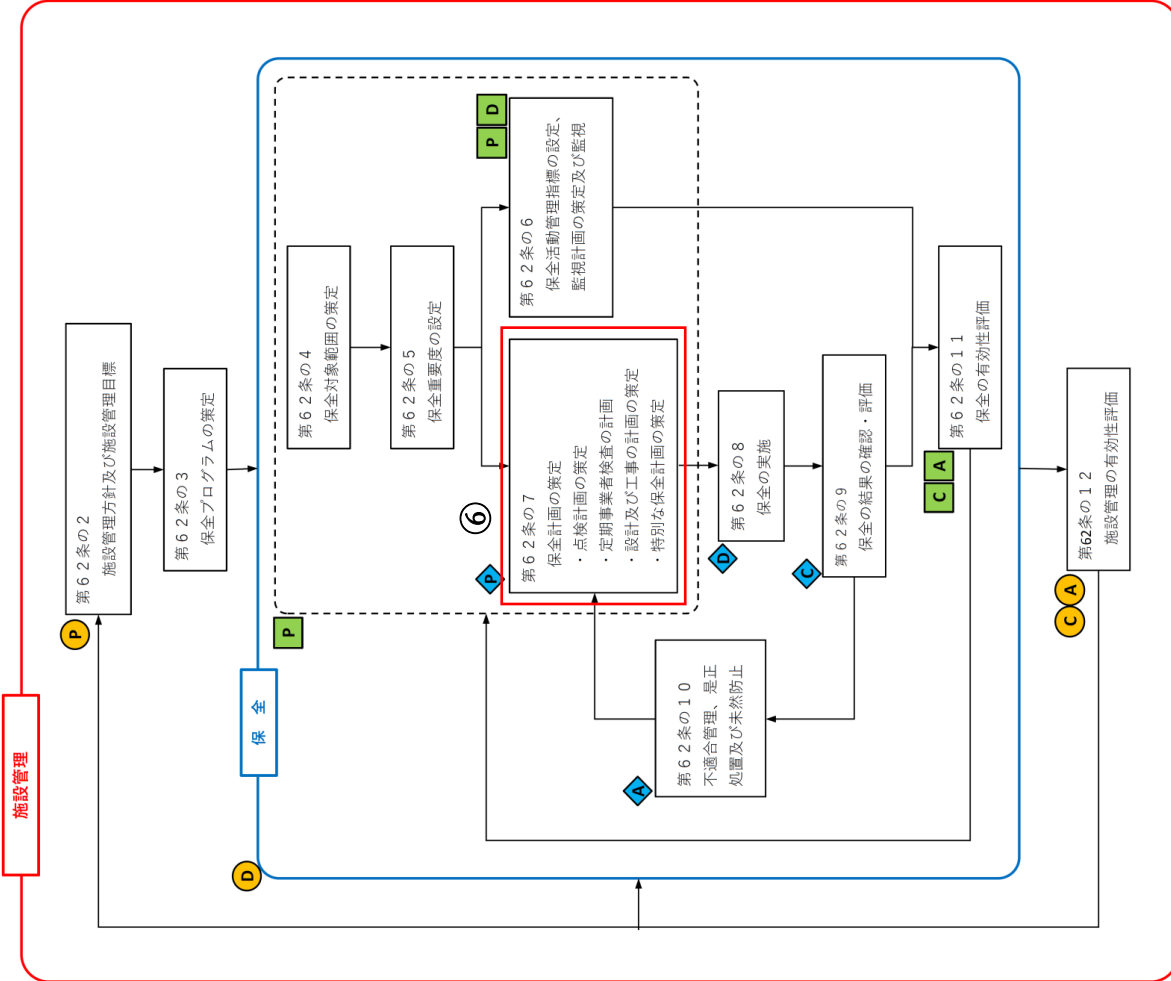 施設管理
P
第６２条の２
施設管理方針及び施設管理目標
第６２条の３
保全プログラムの策定
D
保 全
P
第６２条の４
保全対象範囲の策定
第６２条の５
保全重要度の設定
P D
第６２条の６
保全活動管理指標の設定、
監視計画の策定及び監視
⑥
P
第６２条の７
保全計画の策定
・点検計画の策定
・定期事業者検査の計画
・設計及び工事の計画の策定
・特別な保全計画の策定
D
第６２条の８
保全の実施
C
第６２条の９
保全の結果の確認・評価
A
第６２条の１０
不適合管理、是正
処置及び未然防止
C A
第６２条の１１
保全の有効性評価
C A
第62条の１２
施設管理の有効性評価